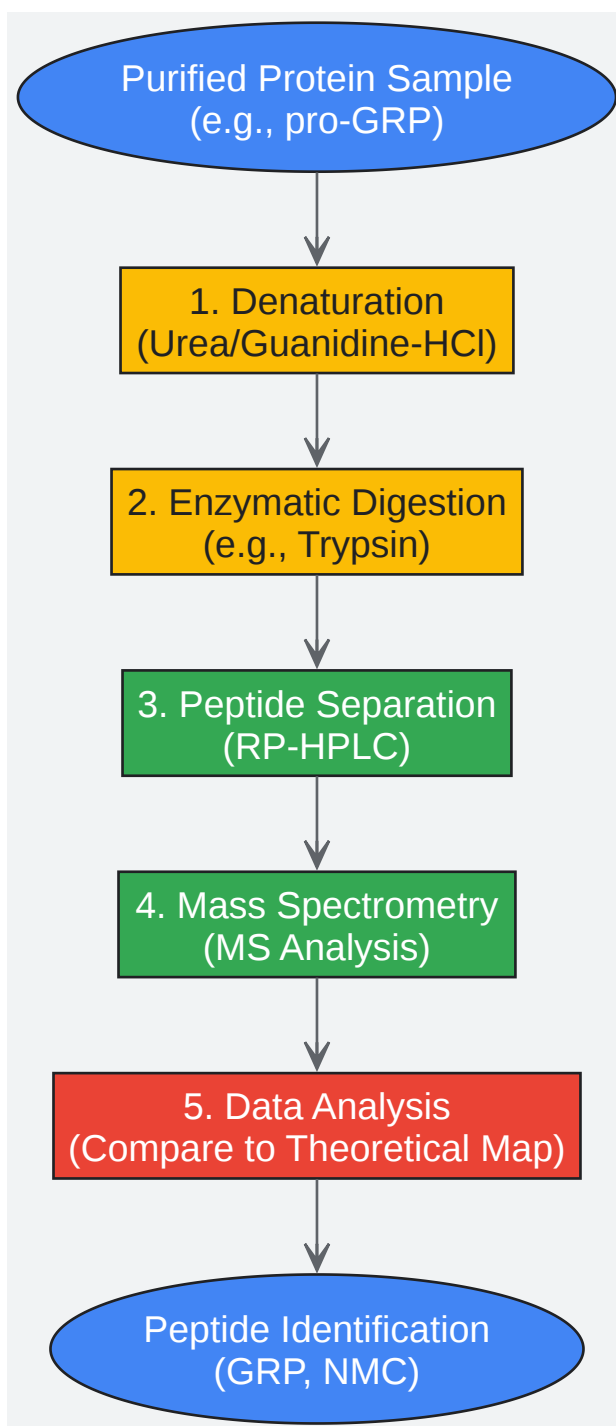 Purified Protein Sample
(e.g., pro-GRP)
1. Denaturation
(Urea/Guanidine-HCl)
2. Enzymatic Digestion
(e.g., Trypsin)
3. Peptide Separation
(RP-HPLC)
4. Mass Spectrometry
(MS Analysis)
5. Data Analysis
(Compare to Theoretical Map)
Peptide Identification
(GRP, NMC)